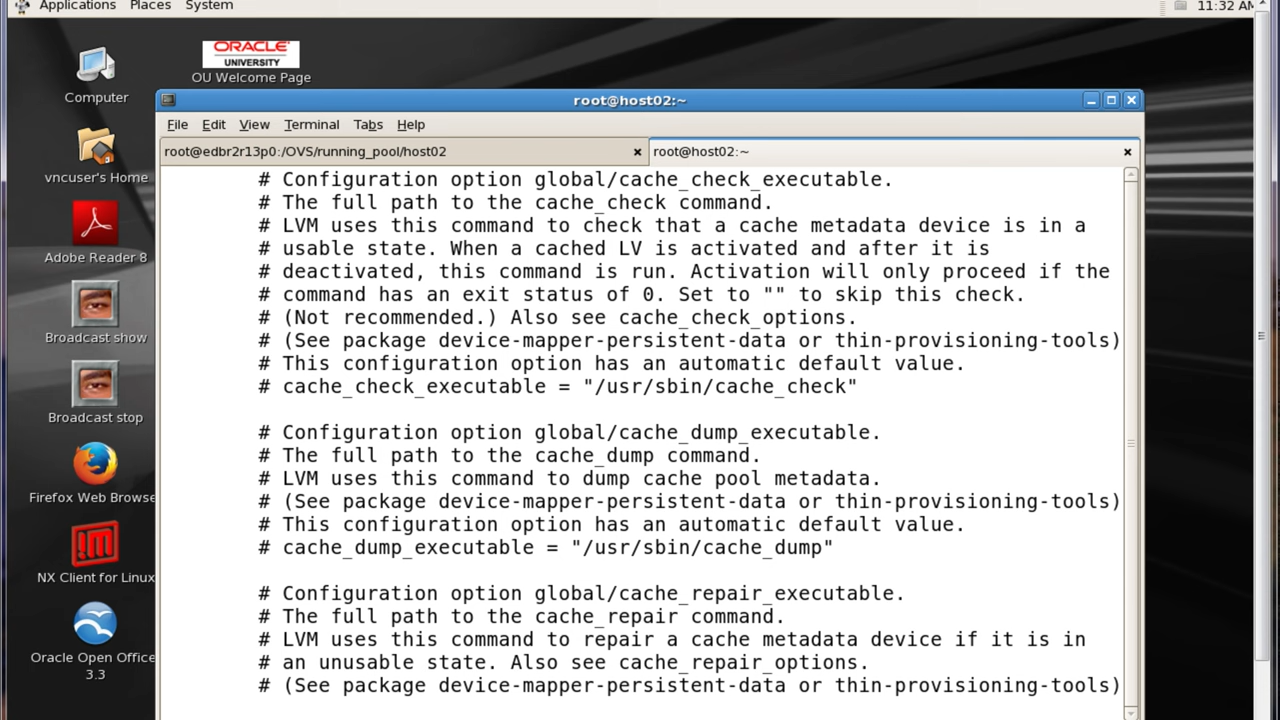 Applications Places System 11:32 AM
Computer
ORACLE
UNIVERSITY
OU Welcome Page
vncuser's Home
Adobe Reader 8
Broadcast show
Broadcast stop
Firefox Web Browse
NX Client for Linux
Oracle Open Office
3.3
root@host02:~
File Edit View Terminal Tabs Help
root@edbr2r13p0:/OVS/running_pool/host02 root@host02:~
# Configuration option global/cache_check_executable.
# The full path to the cache_check command.
# LVM uses this command to check that a cache metadata device is in a
# usable state. When a cached LV is activated and after it is
# deactivated, this command is run. Activation will only proceed if the
# command has an exit status of 0. Set to "" to skip this check.
# (Not recommended.) Also see cache_check_options.
# (See package device-mapper-persistent-data or thin-provisioning-tools)
# This configuration option has an automatic default value.
# cache_check_executable = "/usr/sbin/cache_check"
# Configuration option global/cache_dump_executable.
# The full path to the cache_dump command.
# LVM uses this command to dump cache pool metadata.
# (See package device-mapper-persistent-data or thin-provisioning-tools)
# This configuration option has an automatic default value.
# cache_dump_executable = "/usr/sbin/cache_dump"
# Configuration option global/cache_repair_executable.
# The full path to the cache_repair command.
# LVM uses this command to repair a cache metadata device if it is in
# an unusable state. Also see cache_repair_options.
# (See package device-mapper-persistent-data or thin-provisioning-tools)